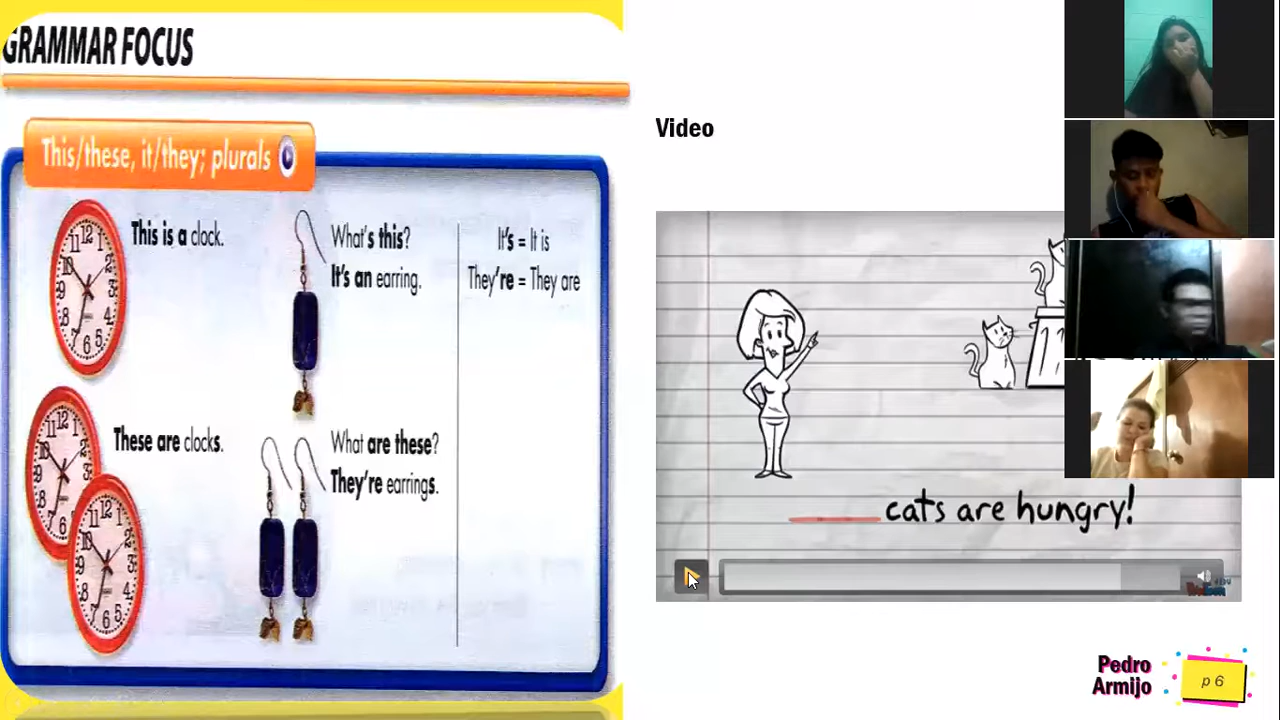 GRAMMAR FOCUS
This/these, it/they; plurals
This is a clock.
What's this?
It's an earring.
It's = It is
They're = They are
These are clocks.
What are these?
They're earrings.
Video
cats are hungry!
Pedro
Armijo
p 6